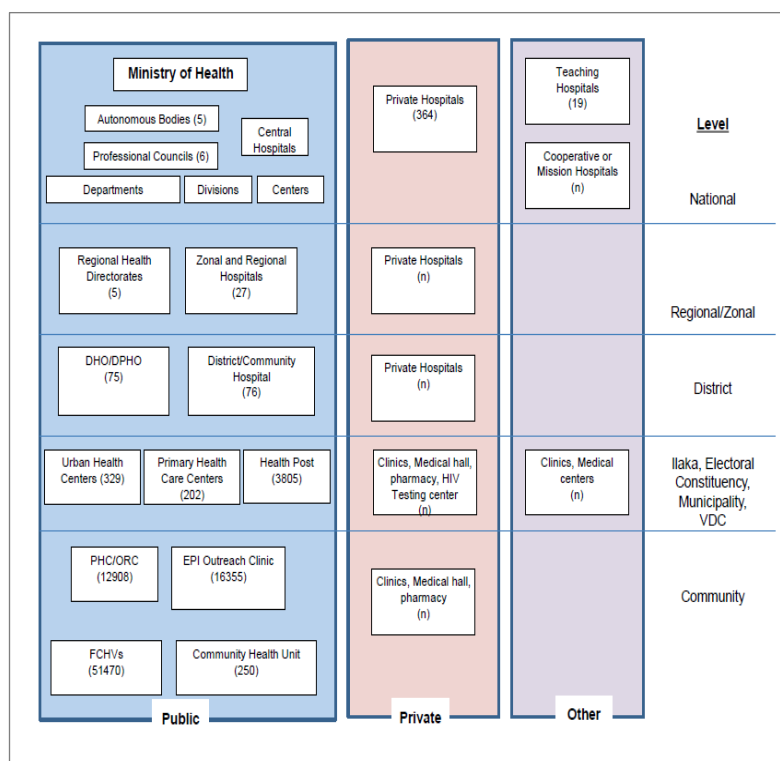 Ministry of Health
Autonomous Bodies (5)
Central
Hospitals
Professional Councils (6)
Departments
Divisions
Centers
Private Hospitals
(364)
Teaching
Hospitals
(19)
Cooperative or
Mission Hospitals
(n)
Level
National
Regional Health
Directorates
(5)
Zonal and Regional
Hospitals
(27)
Private Hospitals
(n)
Regional/Zonal
DHO/DPHO
(75)
District/Community
Hospital
(76)
Private Hospitals
(n)
District
Urban Health
Centers (329)
Primary Health
Care Centers
(202)
Health Post
(3805)
Clinics, Medical hall,
pharmacy, HIV
Testing center
(n)
Clinics, Medical
centers
(n)
Ilaka, Electoral
Constituency,
Municipality,
VDC
PHC/ORC
(12908)
EPI Outreach Clinic
(16355)
Clinics, Medical hall,
pharmacy
(n)
Community
FCHVs
(51470)
Community Health Unit
(250)
Public
Private
Other